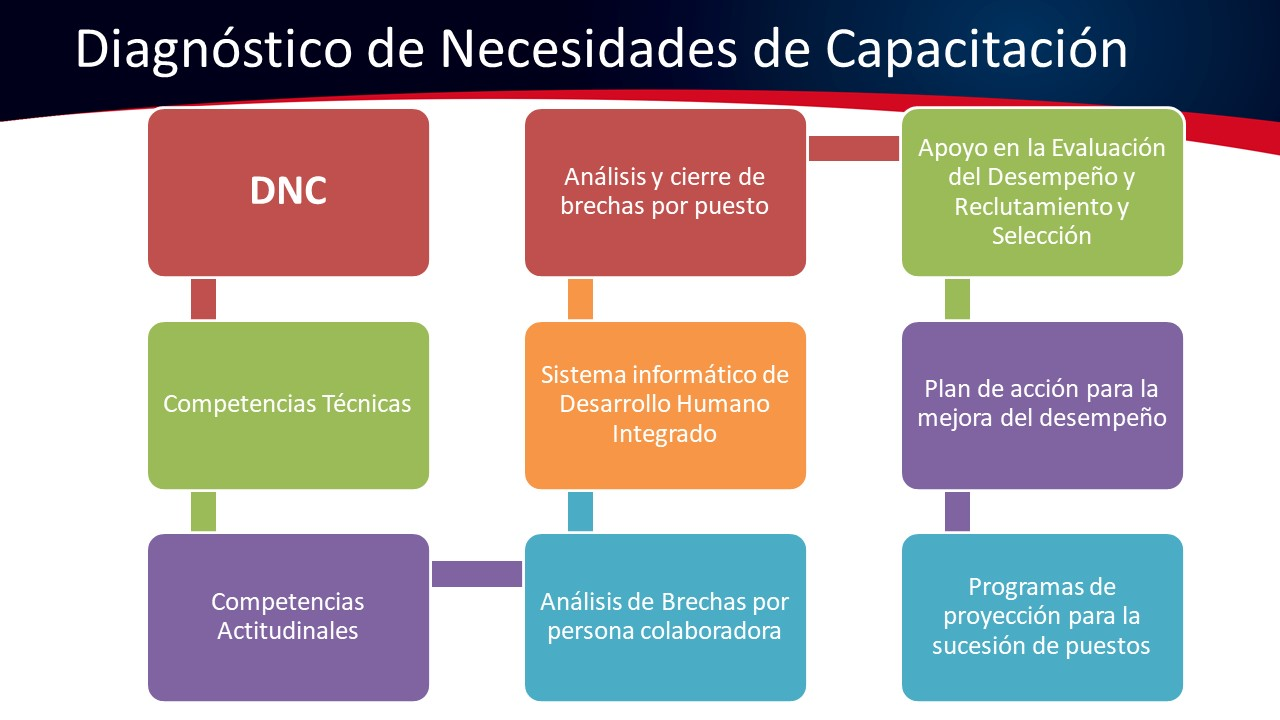 Diagnóstico de Necesidades de Capacitación
DNC
Competencias Técnicas
Competencias
Actitudinales
Análisis de Brechas por
persona colaboradora
Sistema informático de
Desarrollo Humano
Integrado
Análisis y cierre de
brechas por puesto
Apoyo en la Evaluación
del Desempeño y
Reclutamiento y
Selección
Plan de acción para la
mejora del desempeño
Programas de
proyección para la
sucesión de puestos